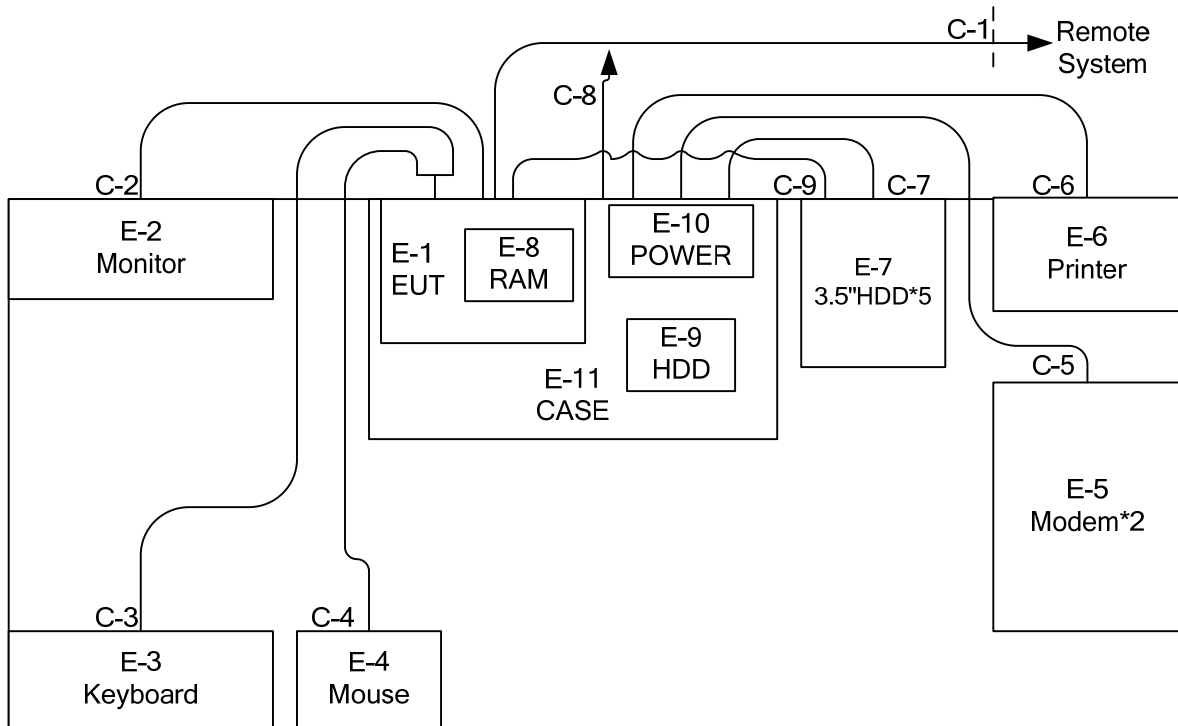 C-1
Remote
System
C-8
C-2
C-9
C-7
C-6
E-2
Monitor
E-1
EUT
E-8
RAM
E-10
POWER
E-7
3.5"HDD*5
E-6
Printer
E-9
HDD
E-11
CASE
C-5
E-5
Modem*2
C-3
C-4
E-3
Keyboard
E-4
Mouse